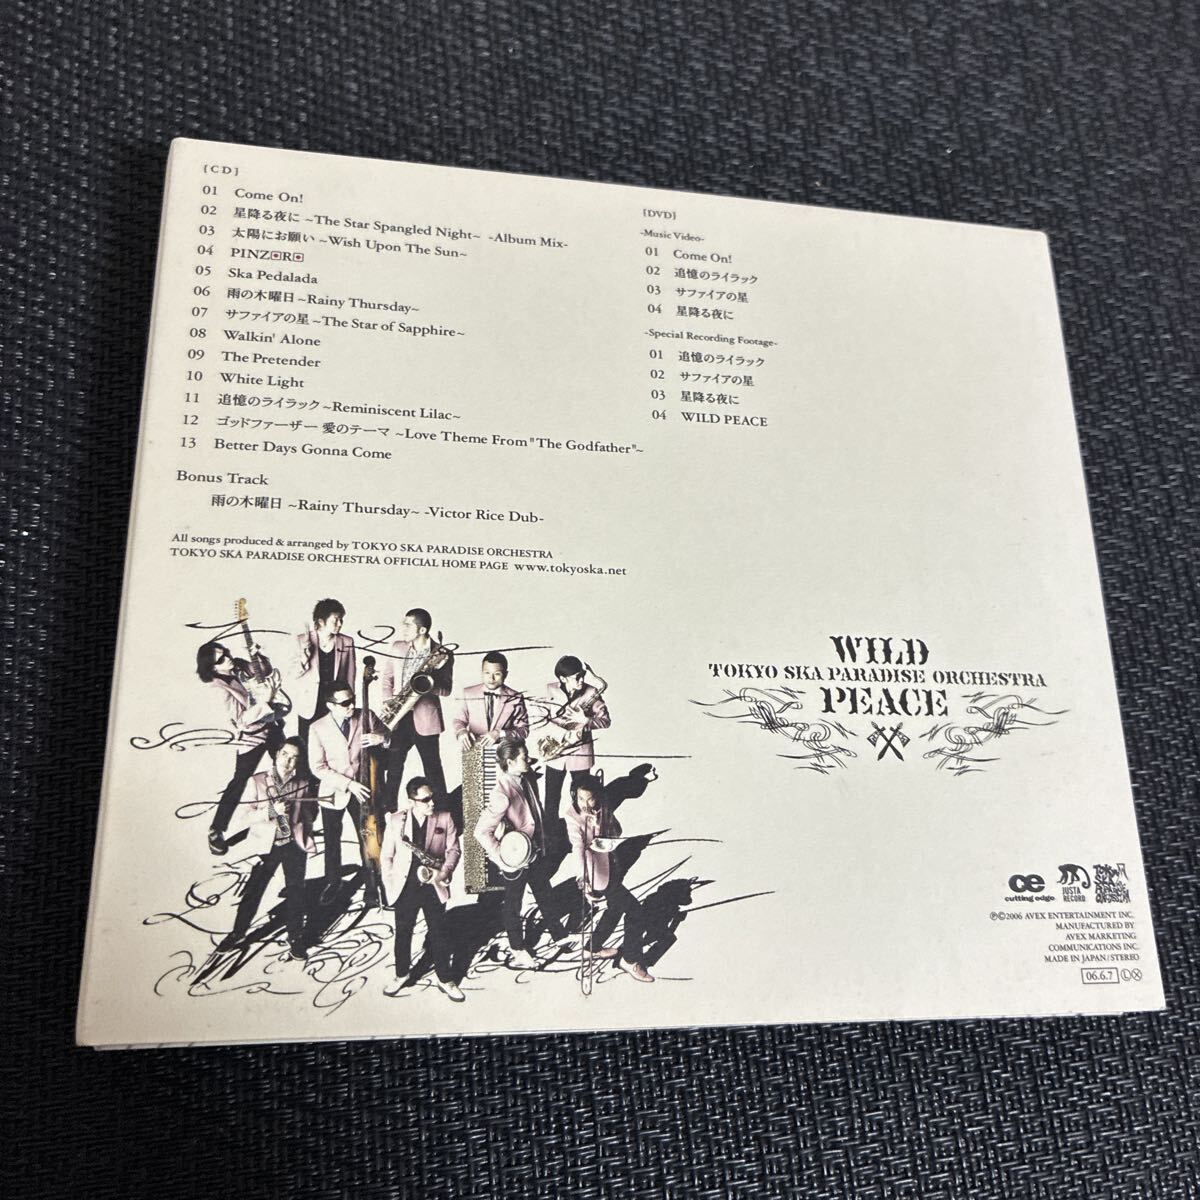 [CD]
01 Come On!
02 星降る夜に ~The Star Spangled Night~ -Album Mix-
03 太陽にお願い ~Wish Upon The Sun~
04 PINZ🞔R🞔
05 Ska Pedalada
06 雨の木曜日 ~Rainy Thursday~
07 サファイアの星 ~The Star of Sapphire~
08 Walkin' Alone
09 The Pretender
10 White Light
11 追憶のライラック ~Reminiscent Lilac~
12 ゴッドファーザー 愛のテーマ ~Love Theme From "The Godfather"~
13 Better Days Gonna Come
Bonus Track
雨の木曜日 ~Rainy Thursday~ -Victor Rice Dub-
All songs produced & arranged by TOKYO SKA PARADISE ORCHESTRA
TOKYO SKA PARADISE ORCHESTRA OFFICIAL HOME PAGE www.tokyoska.net
[DVD]
-Music Video-
01 Come On!
02 追憶のライラック
03 サファイアの星
04 星降る夜に
-Special Recording Footage-
01 追憶のライラック
02 サファイアの星
03 星降る夜に
04 WILD PEACE
WILD
TOKYO SKA PARADISE ORCHESTRA
PEACE
cutting edge
JUSTA
RECORD
TOKYO
SKA
PARADISE
ORCHESTRA
Ⓟ©2006 AVEX ENTERTAINMENT INC.
MANUFACTURED BY
AVEX MARKETING
COMMUNICATIONS INC.
MADE IN JAPAN/STEREO
06.6.7 ⓁⓍ